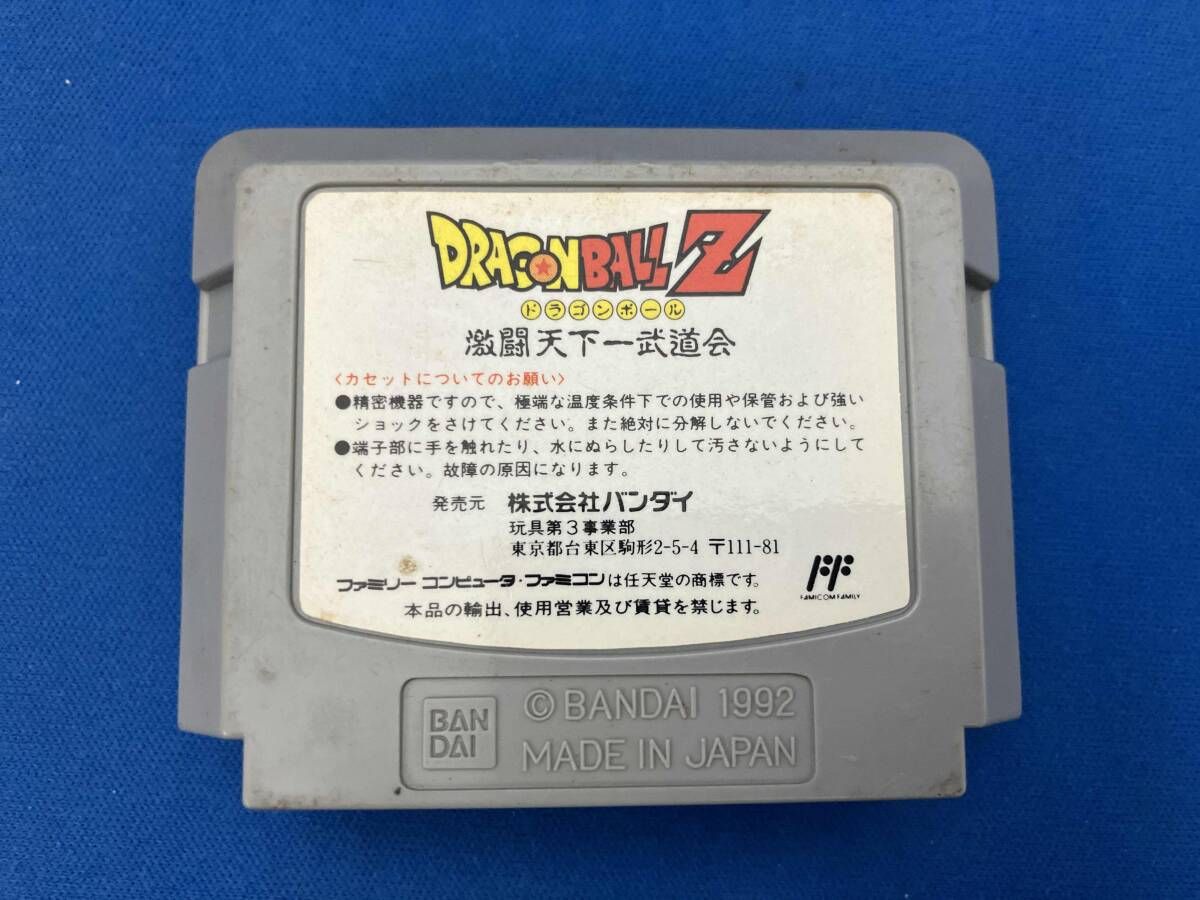 DRAGON BALL Z
ドラゴンボール
激闘天下一武道会
〈カセットについてのお願い〉
●精密機器ですので、極端な温度条件下での使用や保管および強い
ショックをさけてください。また絶対に分解しないでください。
●端子部に手を触れたり、水にぬらしたりして汚さないようにして
ください。故障の原因になります。
発売元 株式会社バンダイ
玩具第3事業部
東京都台東区駒形2-5-4 〒111-81
ファミリーコンピュータ・ファミコンは任天堂の商標です。
FAMICOM FAMILY
本品の輸出、使用営業及び賃貸を禁じます。
BAN
DAI
© BANDAI 1992
MADE IN JAPAN